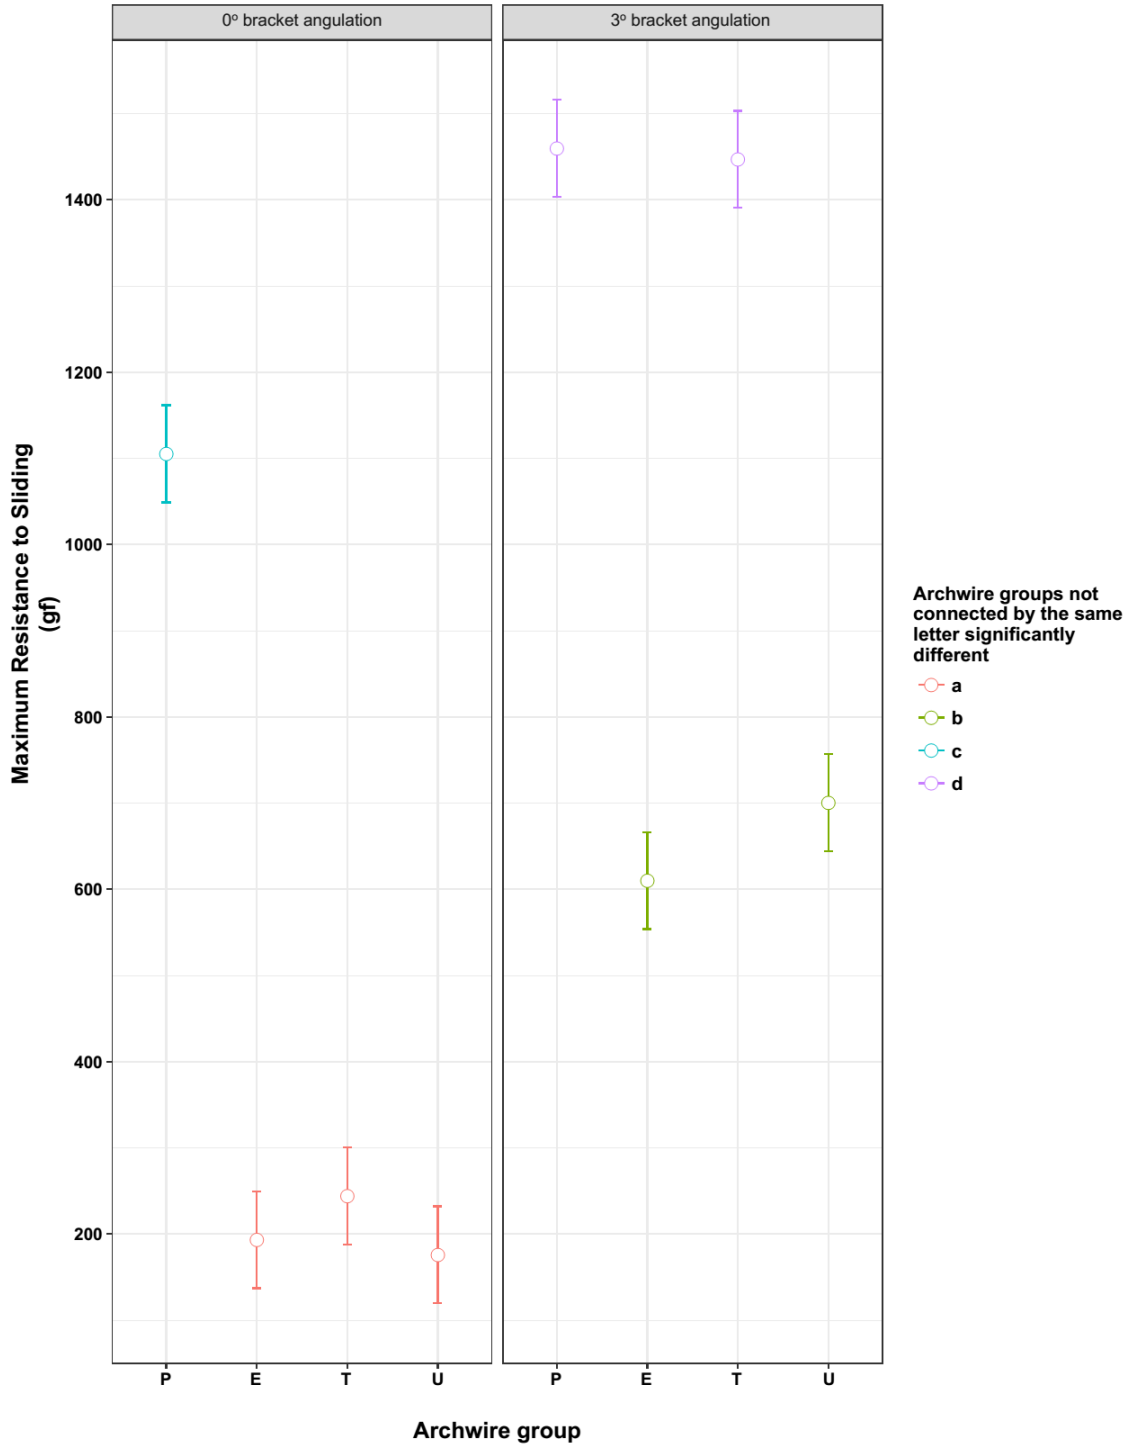 0º bracket angulation
3º bracket angulation
Maximum Resistance to Sliding
(gf)
1400
1200
1000
800
600
400
200
P E T U
P E T U
Archwire group
Archwire groups not
connected by the same
letter significantly
different
a
b
c
d